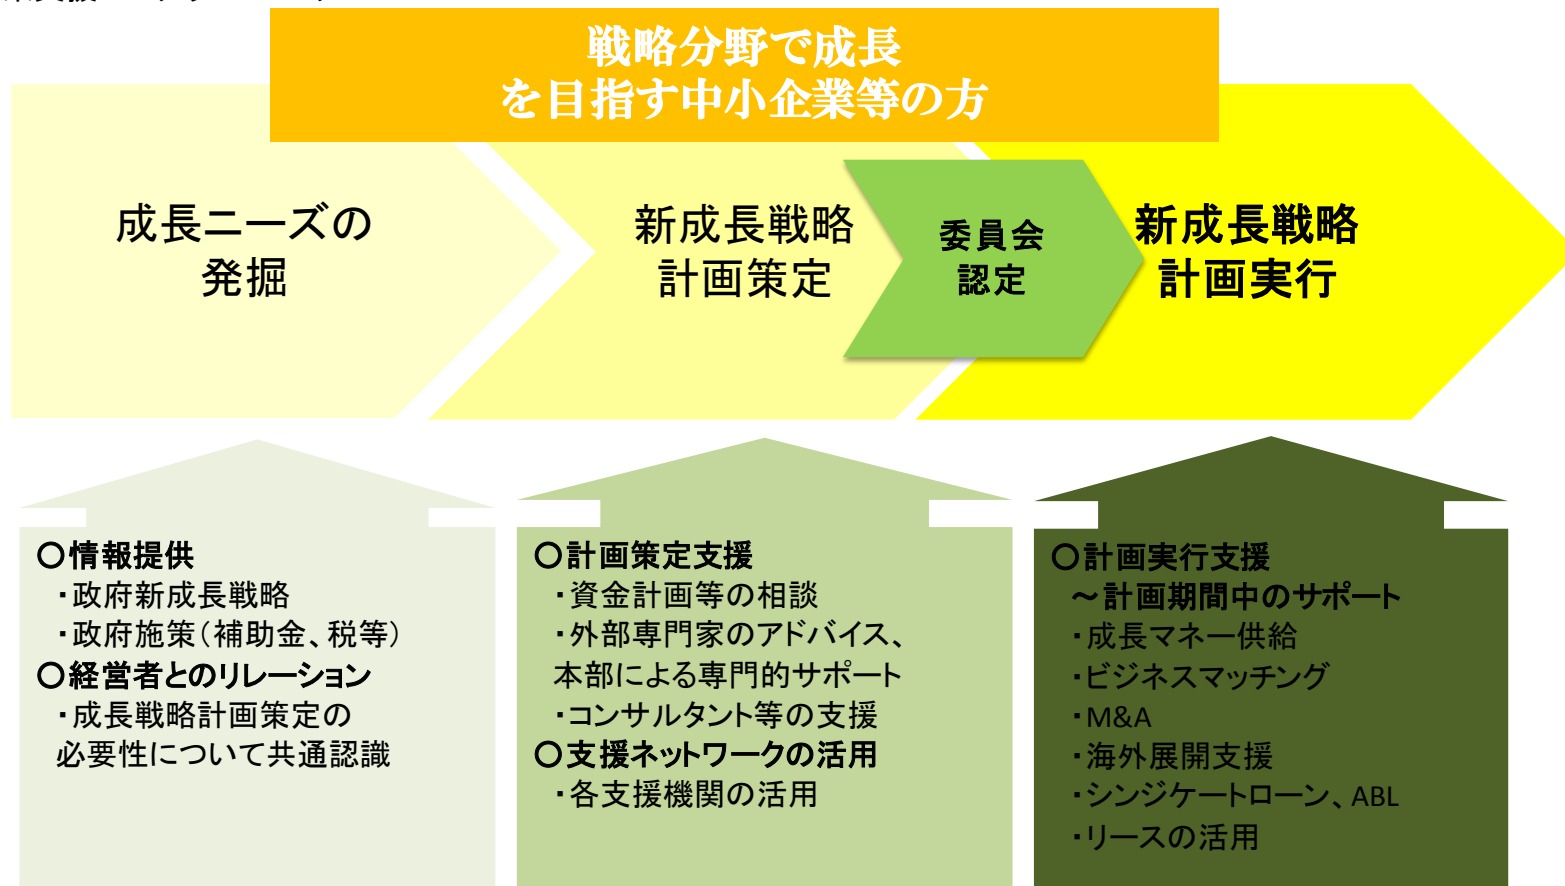 戦略分野で成長
を目指す中小企業等の方
成長ニーズの
発掘
新成長戦略
計画策定
委員会
認定
新成長戦略
計画実行
○情報提供
・政府新成長戦略
・政府施策(補助金、税等)
○経営者とのリレーション
・成長戦略計画策定の
必要性について共通認識
○計画策定支援
・資金計画等の相談
・外部専門家のアドバイス、
本部による専門的サポート
・コンサルタント等の支援
○支援ネットワークの活用
・各支援機関の活用
○計画実行支援
～計画期間中のサポート
・成長マネー供給
・ビジネスマッチング
・M&A
・海外展開支援
・シンジケートローン、ABL
・リースの活用